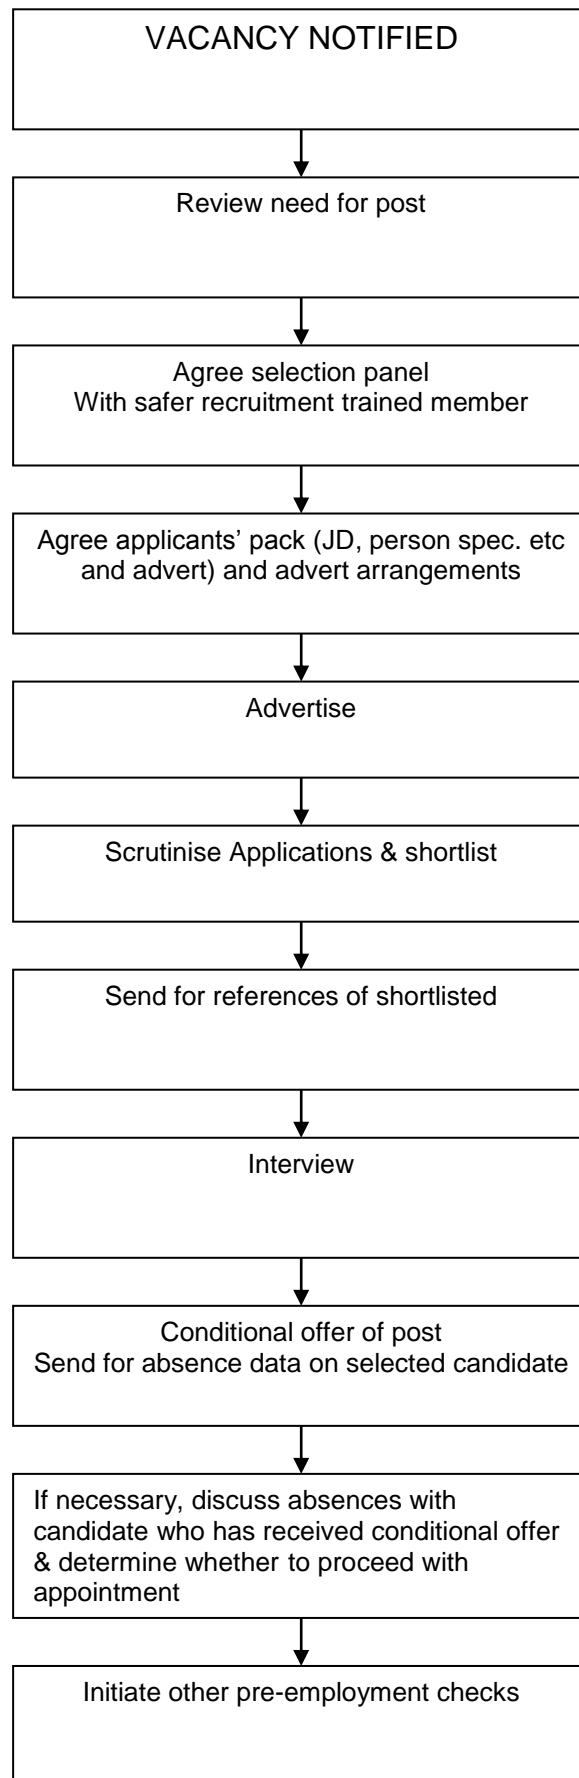 VACANCY NOTIFIED
Review need for post
Agree selection panel
With safer recruitment trained member
Agree applicants’ pack (JD, person spec. etc
and advert) and advert arrangements
Advertise
Scrutinise Applications & shortlist
Send for references of shortlisted
Interview
Conditional offer of post
Send for absence data on selected candidate
If necessary, discuss absences with
candidate who has received conditional offer
& determine whether to proceed with
appointment
Initiate other pre-employment checks